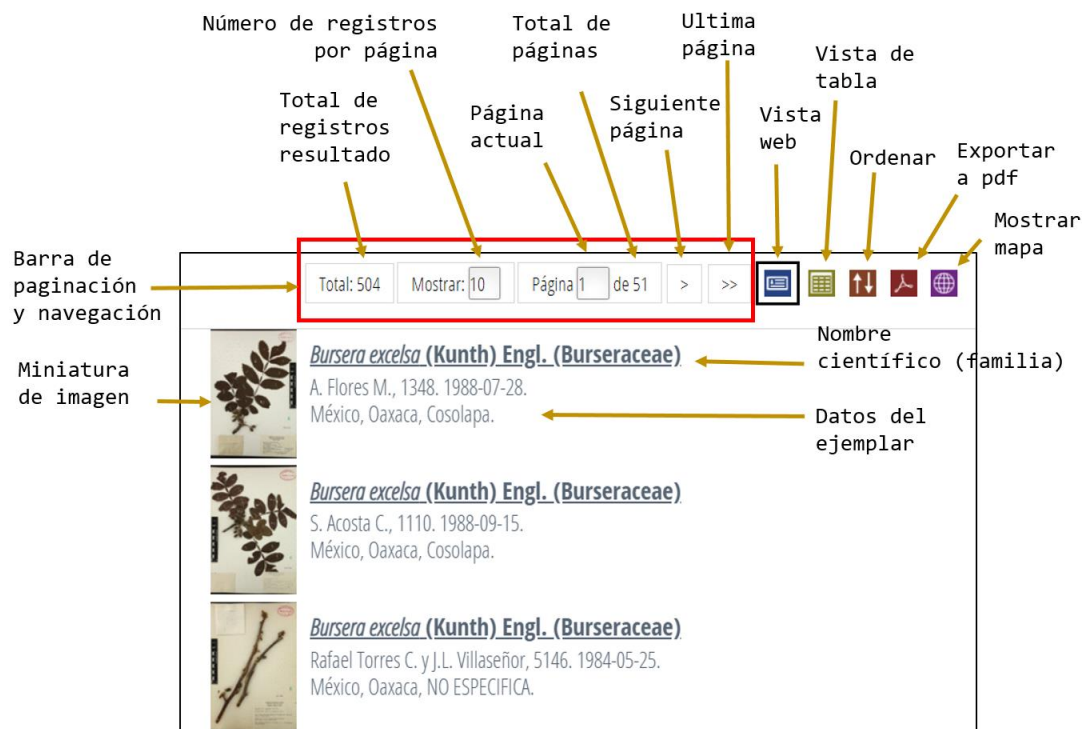 Número de registros
por página
Total de
páginas
Ultima
página
Vista de
tabla
Total de
registros
resultado
Página
actual
Siguiente
página
Vista
web
Ordenar
Exportar
a pdf
Mostrar
mapa
Barra de
paginación
y navegación
Total: 504
Mostrar: 10
Página 1 de 51
>
>>
Miniatura
de imagen
Bursera excelsa (Kunth) Engl. (Burseraceae)
A. Flores M., 1348. 1988-07-28.
México, Oaxaca, Cosolapa.
Nombre
científico (familia)
Datos del
ejemplar
Bursera excelsa (Kunth) Engl. (Burseraceae)
S. Acosta C., 1110. 1988-09-15.
México, Oaxaca, Cosolapa.
Bursera excelsa (Kunth) Engl. (Burseraceae)
Rafael Torres C. y J.L. Villaseñor, 5146. 1984-05-25.
México, Oaxaca, NO ESPECIFICA.